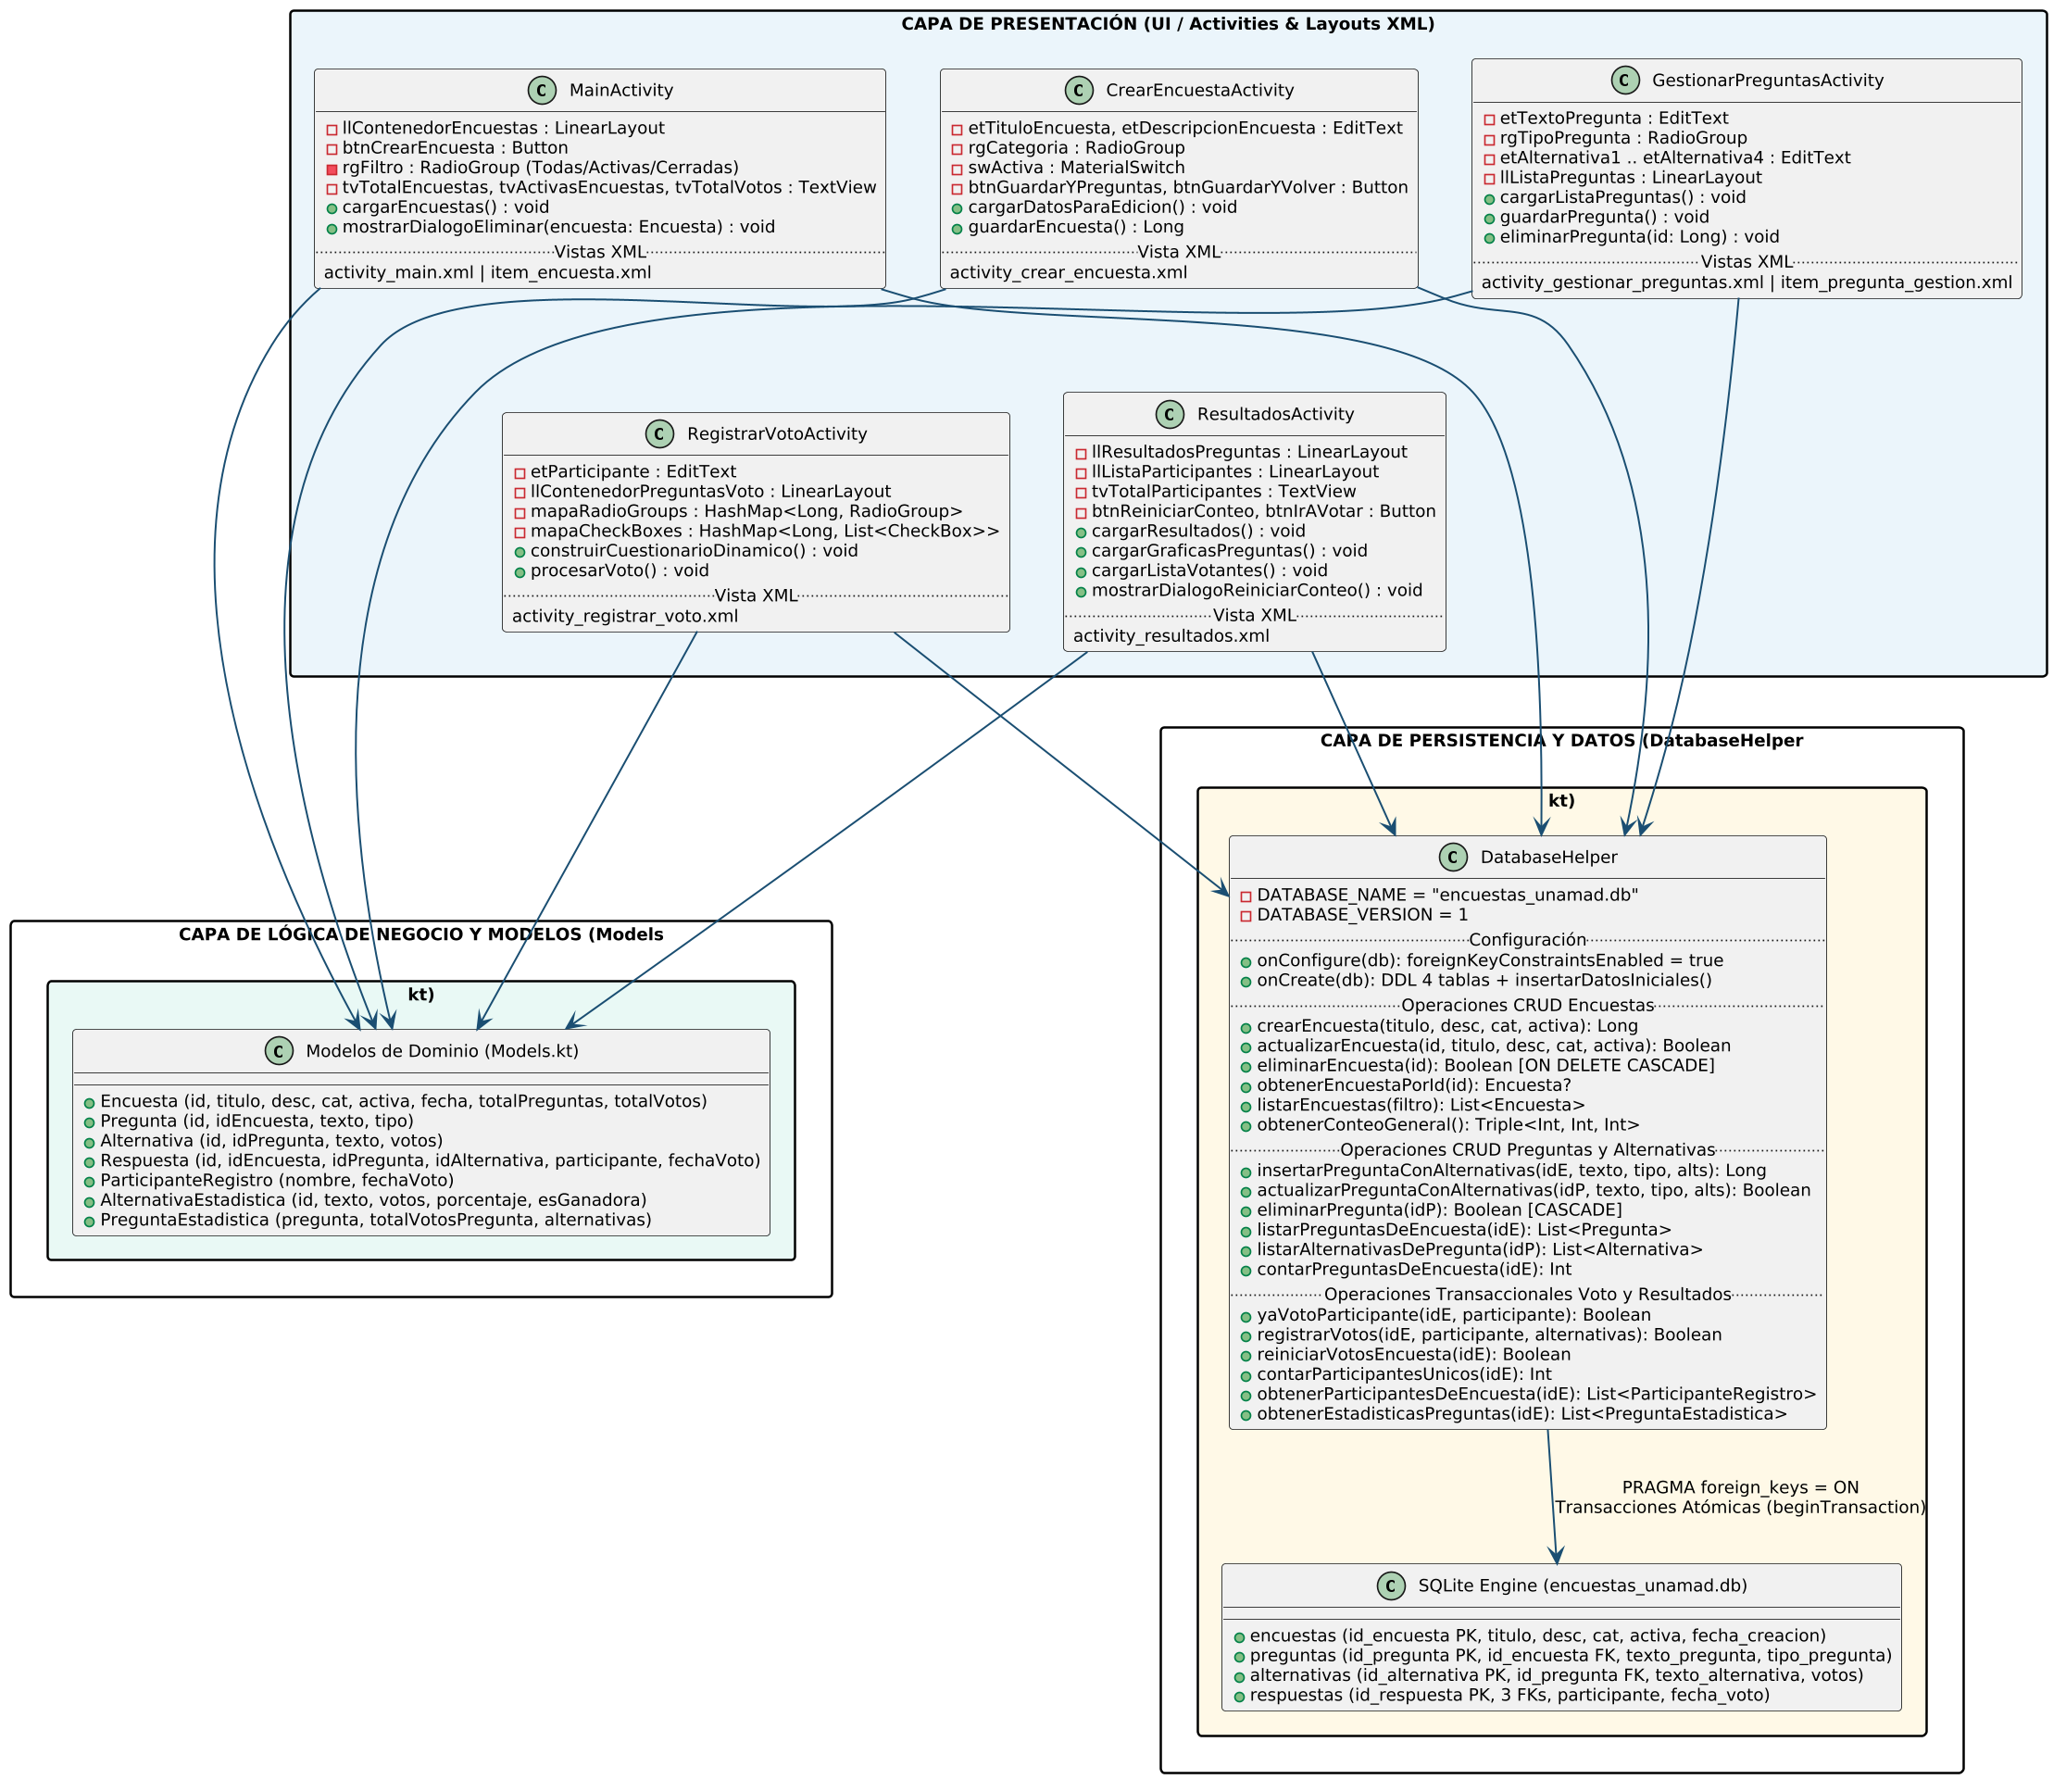 CAPA DE PRESENTACIÓN (UI / Activities & Layouts XML)
C MainActivity
llContenedorEncuestas : LinearLayout
btnCrearEncuesta : Button
rgFiltro : RadioGroup (Todas/Activas/Cerradas)
tvTotalEncuestas, tvActivasEncuestas, tvTotalVotos : TextView
cargarEncuestas() : void
mostrarDialogoEliminar(encuesta: Encuesta) : void
Vistas XML
activity_main.xml | item_encuesta.xml
C CrearEncuestaActivity
etTituloEncuesta, etDescripcionEncuesta : EditText
rgCategoria : RadioGroup
swActiva : MaterialSwitch
btnGuardarYPreguntas, btnGuardarYVolver : Button
cargarDatosParaEdicion() : void
guardarEncuesta() : Long
Vista XML
activity_crear_encuesta.xml
C GestionarPreguntasActivity
etTextoPregunta : EditText
rgTipoPregunta : RadioGroup
etAlternativa1 .. etAlternativa4 : EditText
llListaPreguntas : LinearLayout
cargarListaPreguntas() : void
guardarPregunta() : void
eliminarPregunta(id: Long) : void
Vistas XML
activity_gestionar_preguntas.xml | item_pregunta_gestion.xml
C RegistrarVotoActivity
etParticipante : EditText
llContenedorPreguntasVoto : LinearLayout
mapaRadioGroups : HashMap<Long, RadioGroup>
mapaCheckBoxes : HashMap<Long, List<CheckBox>>
construirCuestionarioDinamico() : void
procesarVoto() : void
Vista XML
activity_registrar_voto.xml
C ResultadosActivity
llResultadosPreguntas : LinearLayout
llListaParticipantes : LinearLayout
tvTotalParticipantes : TextView
btnReiniciarConteo, btnIrAVotar : Button
cargarResultados() : void
cargarGraficasPreguntas() : void
cargarListaVotantes() : void
mostrarDialogoReiniciarConteo() : void
Vista XML
activity_resultados.xml
CAPA DE PERSISTENCIA Y DATOS (DatabaseHelper
kt)
C DatabaseHelper
DATABASE_NAME = "encuestas_unamad.db"
DATABASE_VERSION = 1
Configuración
onConfigure(db): foreignKeyConstraintsEnabled = true
onCreate(db): DDL 4 tablas + insertarDatosIniciales()
Operaciones CRUD Encuestas
crearEncuesta(titulo, desc, cat, activa): Long
actualizarEncuesta(id, titulo, desc, cat, activa): Boolean
eliminarEncuesta(id): Boolean [ON DELETE CASCADE]
obtenerEncuestaPorId(id): Encuesta?
listarEncuestas(filtro): List<Encuesta>
obtenerConteoGeneral(): Triple<Int, Int, Int>
Operaciones CRUD Preguntas y Alternativas
insertarPreguntaConAlternativas(idE, texto, tipo, alts): Long
actualizarPreguntaConAlternativas(idP, texto, tipo, alts): Boolean
eliminarPregunta(idP): Boolean [CASCADE]
listarPreguntasDeEncuesta(idE): List<Pregunta>
listarAlternativasDePregunta(idP): List<Alternativa>
contarPreguntasDeEncuesta(idE): Int
Operaciones Transaccionales Voto y Resultados
yaVotoParticipante(idE, participante): Boolean
registrarVotos(idE, participante, alternativas): Boolean
reiniciarVotosEncuesta(idE): Boolean
contarParticipantesUnicos(idE): Int
obtenerParticipantesDeEncuesta(idE): List<ParticipanteRegistro>
obtenerEstadisticasPreguntas(idE): List<PreguntaEstadistica>
CAPA DE LÓGICA DE NEGOCIO Y MODELOS (Models
kt)
C Modelos de Dominio (Models.kt)
Encuesta (id, titulo, desc, cat, activa, fecha, totalPreguntas, totalVotos)
Pregunta (id, idEncuesta, texto, tipo)
Alternativa (id, idPregunta, texto, votos)
Respuesta (id, idEncuesta, idPregunta, idAlternativa, participante, fechaVoto)
ParticipanteRegistro (nombre, fechaVoto)
AlternativaEstadistica (id, texto, votos, porcentaje, esGanadora)
PreguntaEstadistica (pregunta, totalVotosPregunta, alternativas)
PRAGMA foreign_keys = ON
Transacciones Atómicas (beginTransaction)
C SQLite Engine (encuestas_unamad.db)
encuestas (id_encuesta PK, titulo, desc, cat, activa, fecha_creacion)
preguntas (id_pregunta PK, id_encuesta FK, texto_pregunta, tipo_pregunta)
alternativas (id_alternativa PK, id_pregunta FK, texto_alternativa, votos)
respuestas (id_respuesta PK, 3 FKs, participante, fecha_voto)